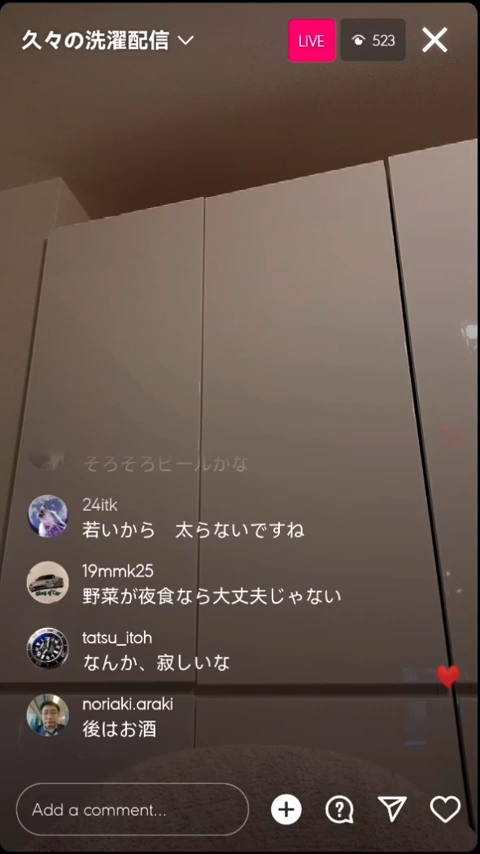 久々の洗濯配信
LIVE
523
そろそろビールかな
24itk
若いから　太らないですね
19mmk25
野菜が夜食なら大丈夫じゃない
tatsu_itoh
なんか、寂しいな
noriaki.araki
後はお酒
Add a comment...